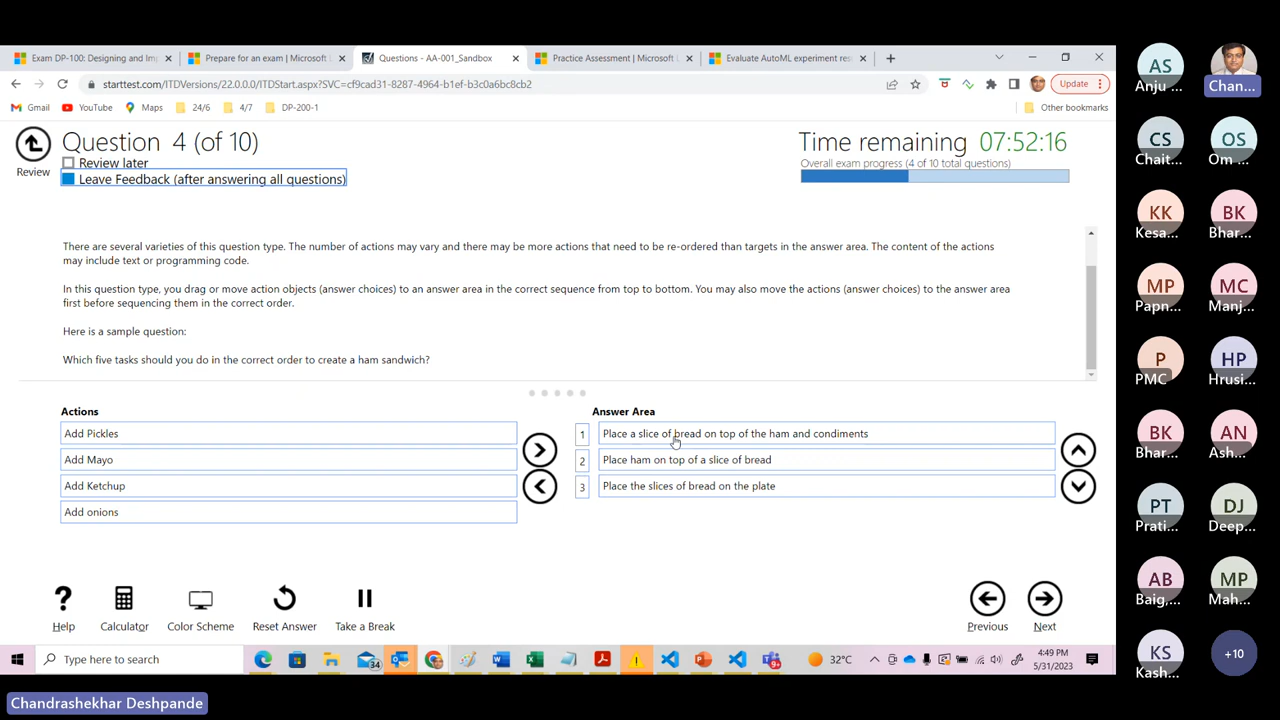 Exam DP-100: Designing and Im
Prepare for an exam | Microsoft L
Questions - AA-001_Sandbox
Practice Assessment | Microsoft L
Evaluate AutoML experiment res
starttest.com/ITDVersions/22.0.0.0/ITDStart.aspx?SVC=cf9cad31-8287-4964-b1ef-b3c0a6bc8cb2
Update
Gmail
YouTube
Maps
24/6
4/7
DP-200-1
Other bookmarks
Question 4 (of 10)
Review
Review later
Leave Feedback (after answering all questions)
Time remaining 07:52:16
Overall exam progress (4 of 10 total questions)
There are several varieties of this question type. The number of actions may vary and there may be more actions that need to be re-ordered than targets in the answer area. The content of the actions
may include text or programming code.
In this question type, you drag or move action objects (answer choices) to an answer area in the correct sequence from top to bottom. You may also move the actions (answer choices) to the answer area
first before sequencing them in the correct order.
Here is a sample question:
Which five tasks should you do in the correct order to create a ham sandwich?
Actions
Add Pickles
Add Mayo
Add Ketchup
Add onions
Answer Area
1 Place a slice of bread on top of the ham and condiments
2 Place ham on top of a slice of bread
3 Place the slices of bread on the plate
Help
Calculator
Color Scheme
Reset Answer
Take a Break
Previous
Next
Type here to search
34
9+
32°C
4:49 PM
5/31/2023
Chandrashekhar Deshpande
AS
Anju ...
Chan...
CS
Chait...
OS
Om ...
KK
Kesa...
BK
Bhar...
MP
Papn...
MC
Manj...
P
PMC
HP
Hrusi...
BK
Bhar...
AN
Ash...
PT
Prati...
DJ
Deep...
AB
Baig,...
MP
Mah...
KS
Kash...
+10